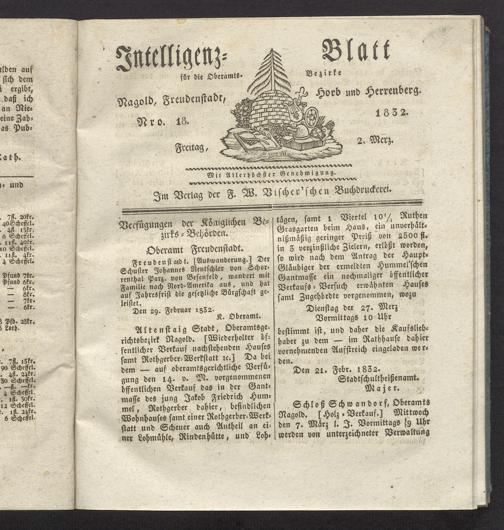 Intelligenz- Blatt
für die Oberamts- Bezirke
Nagold, Freudenstadt, Horb und Herrenberg.
Nro. 18. 1832.
Freitag, 2. Merz.
Mit Allerhöchster Genehmigung.
Im Verlag der F. W. Vischer'schen Buchdruckerei.
Verfügungen der Königlichen Be-
zirks-Behörden.
Oberamt Freudenstadt.
Freudenstadt. [Auswanderung.] Der
Schuster Johannes Menschler von Schor-
renthal Parz. von Besenfeld, wandert mit
Familie nach Nord-Amerika aus, und hat
auf Jahresfrist die gesezliche Bürgschaft ge-
leistet.
Den 29. Februar 1832.
K. Oberamt.
Altenstaig Stadt, Oberamtsge-
richtsbezirk Nagold. [Wiederholter öf-
fentlicher Verkauf nachstehenden Hauses
samt Rothgerber-Werkstatt ꝛc.] Da bei
dem — auf oberamtsgerichtliche Verfü-
gung den 14. d. M. vorgenommenen
öffentlichen Verkauf das in der Gant-
masse des jung Jakob Friedrich Hum-
mel, Rothgerber dahier, befindlichen
Wohnhauses samt einer Rothgerber-Werk-
statt und Scheuer auch Antheil an ei-
ner Lohmühle, Rindenhütte, und Loh-
tägen, samt 1 Viertel 10½ Ruthen
Grasgarten beim Haus, ein unverhält-
nißmäßig geringer Preiß von 2500 fl.
in 3 verzinßliche Zielern, erlößt worden,
so wird nach dem Antrag der Haupt-
Gläubiger der ermeldten Hummel'schen
Gantmasse ein nochmaliger öffentlicher
Verkaufs-Versuch erwähnten Hauses
samt Zugehörde vorgenommen, wozu
Dienstag der 27. Merz
Vormittags 10 Uhr
bestimmt ist, und daher die Kaufslieb-
haber zu dem — im Rathhause dahier
vornehmenden Aufstreich eingeladen wer-
den.
Den 21. Febr. 1832.
Stadtschultheißenamt.
Majer.
Schloß Schwandorf, Oberamts
Nagold. [Holz-Verkauf.] Mittwoch
den 7. März l. J. Vormittags 9 Uhr
werden von unterzeichneter Verwaltung